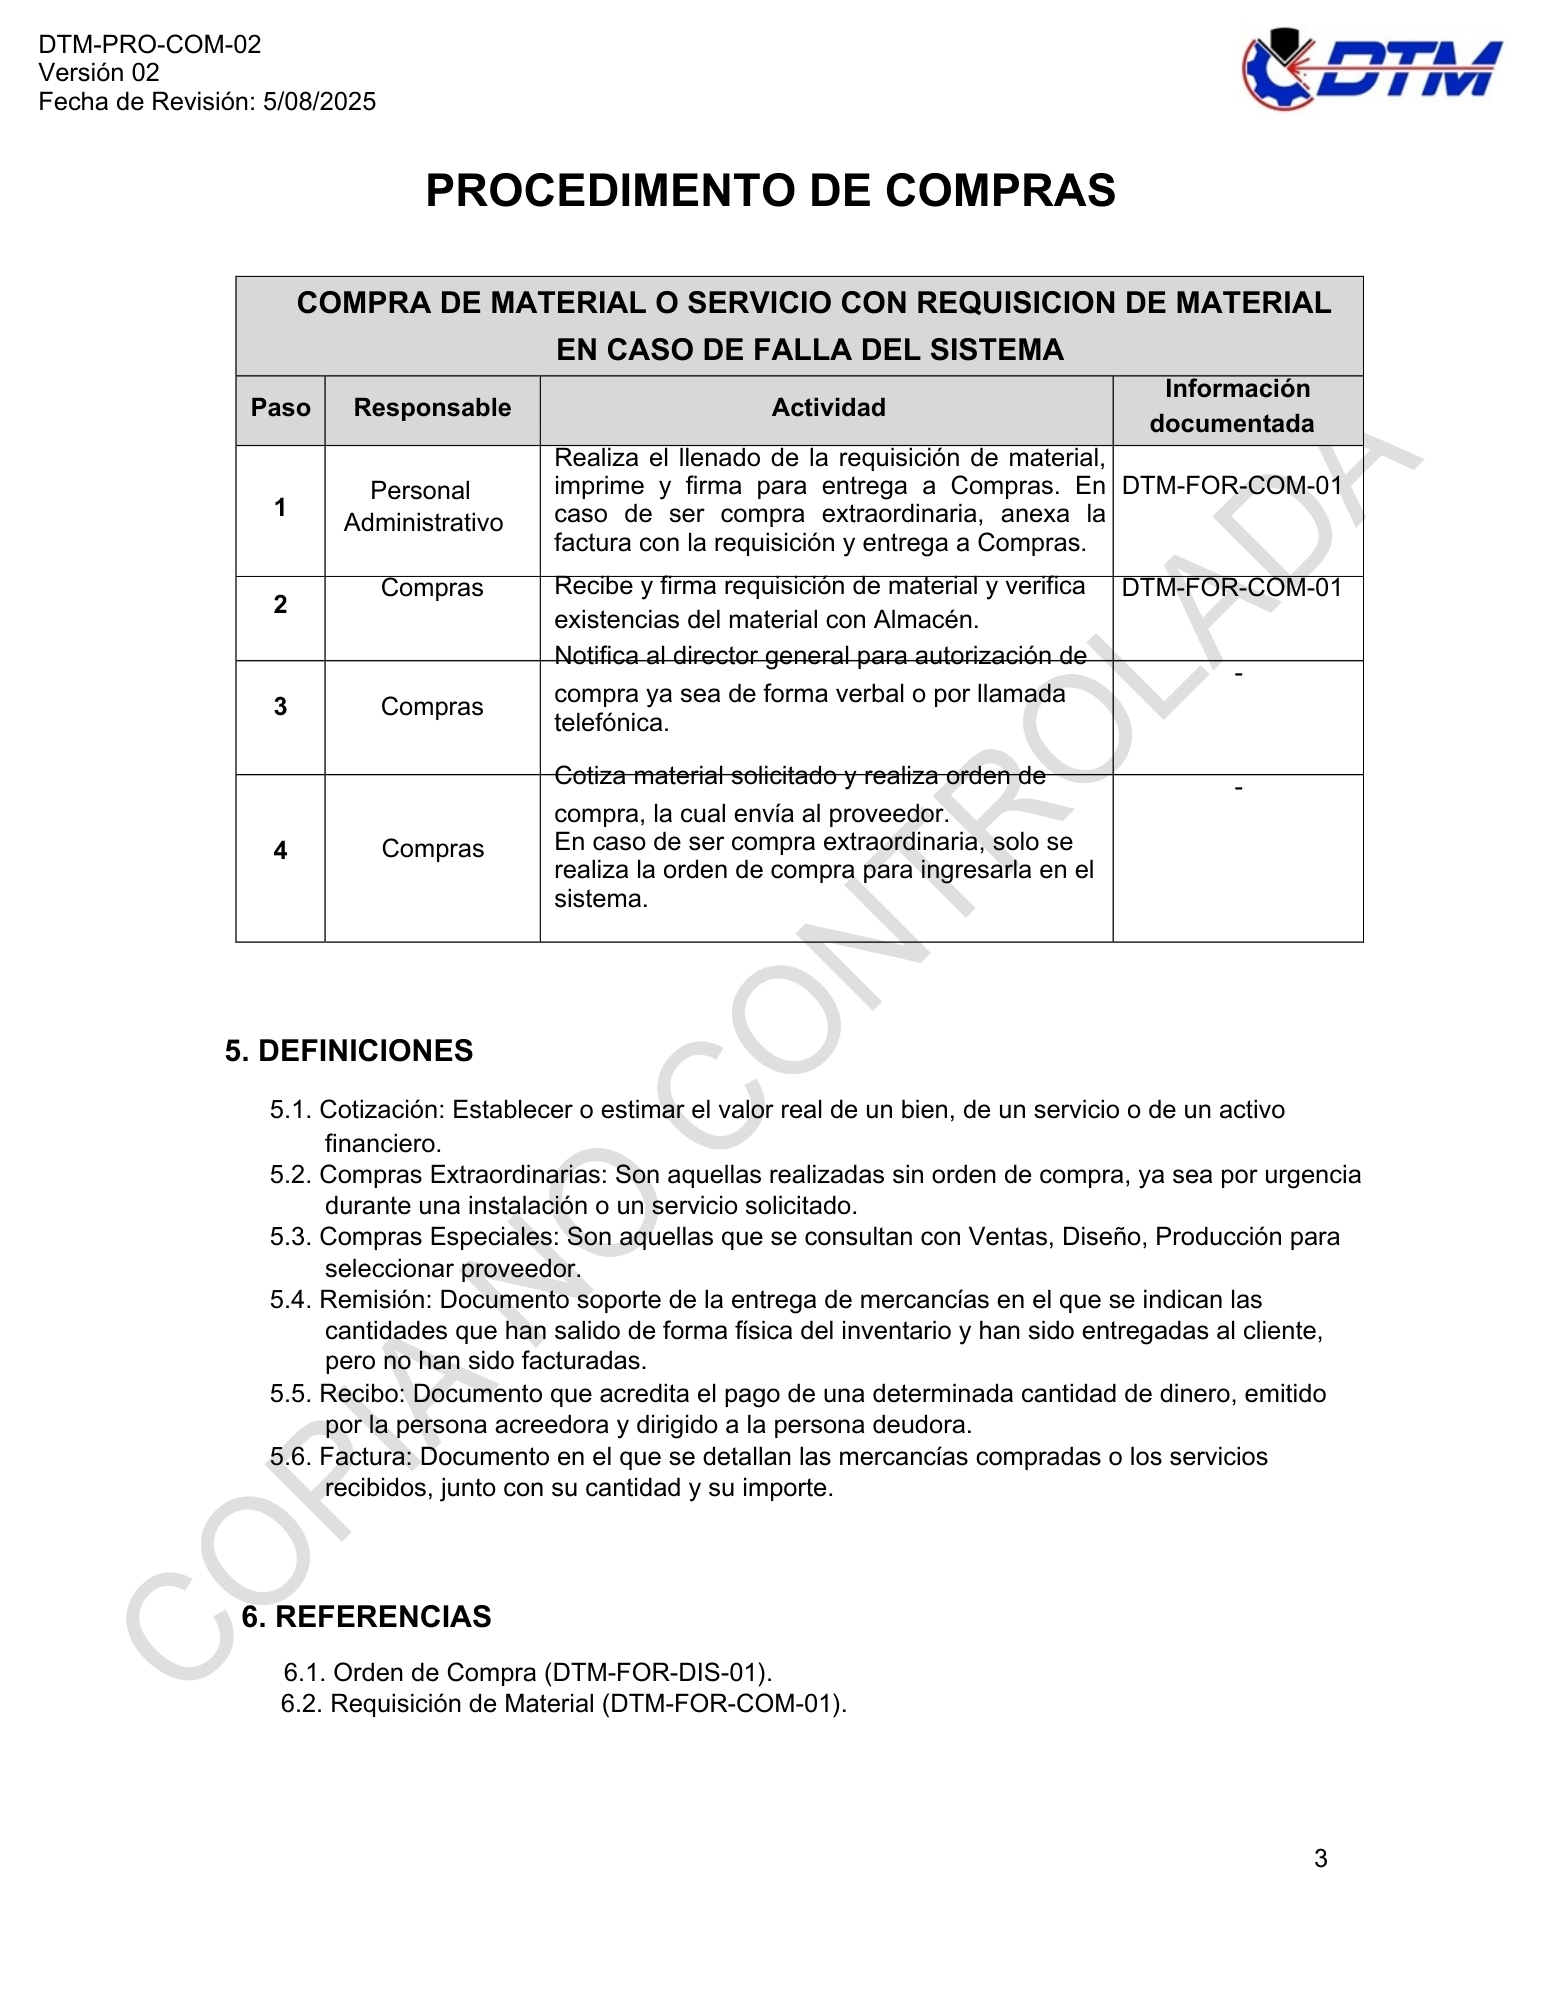 DTM-PRO-COM-02
Versión 02
Fecha de Revisión: 5/08/2025
DTM
PROCEDIMENTO DE COMPRAS
COMPRA DE MATERIAL O SERVICIO CON REQUISICION DE MATERIAL
EN CASO DE FALLA DEL SISTEMA
Paso Responsable Actividad Información
documentada
1
Personal
Administrativo
Realiza el llenado de la requisición de material,
imprime y firma para entrega a Compras. En
caso de ser compra extraordinaria, anexa la
factura con la requisición y entrega a Compras.
DTM-FOR-COM-01
2
Compras
Recibe y firma requisición de material y verifica
existencias del material con Almacén.
DTM-FOR-COM-01
3
Compras
Notifica al director general para autorización de
compra ya sea de forma verbal o por llamada
telefónica.
-
4
Compras
Cotiza material solicitado y realiza orden de
compra, la cual envía al proveedor.
En caso de ser compra extraordinaria, solo se
realiza la orden de compra para ingresarla en el
sistema.
-
COPIA NO CONTROLADA
5. DEFINICIONES
5.1. Cotización: Establecer o estimar el valor real de un bien, de un servicio o de un activo
financiero.
5.2. Compras Extraordinarias: Son aquellas realizadas sin orden de compra, ya sea por urgencia
durante una instalación o un servicio solicitado.
5.3. Compras Especiales: Son aquellas que se consultan con Ventas, Diseño, Producción para
seleccionar proveedor.
5.4. Remisión: Documento soporte de la entrega de mercancías en el que se indican las
cantidades que han salido de forma física del inventario y han sido entregadas al cliente,
pero no han sido facturadas.
5.5. Recibo: Documento que acredita el pago de una determinada cantidad de dinero, emitido
por la persona acreedora y dirigido a la persona deudora.
5.6. Factura: Documento en el que se detallan las mercancías compradas o los servicios
recibidos, junto con su cantidad y su importe.
6. REFERENCIAS
6.1. Orden de Compra (DTM-FOR-DIS-01).
6.2. Requisición de Material (DTM-FOR-COM-01).
3